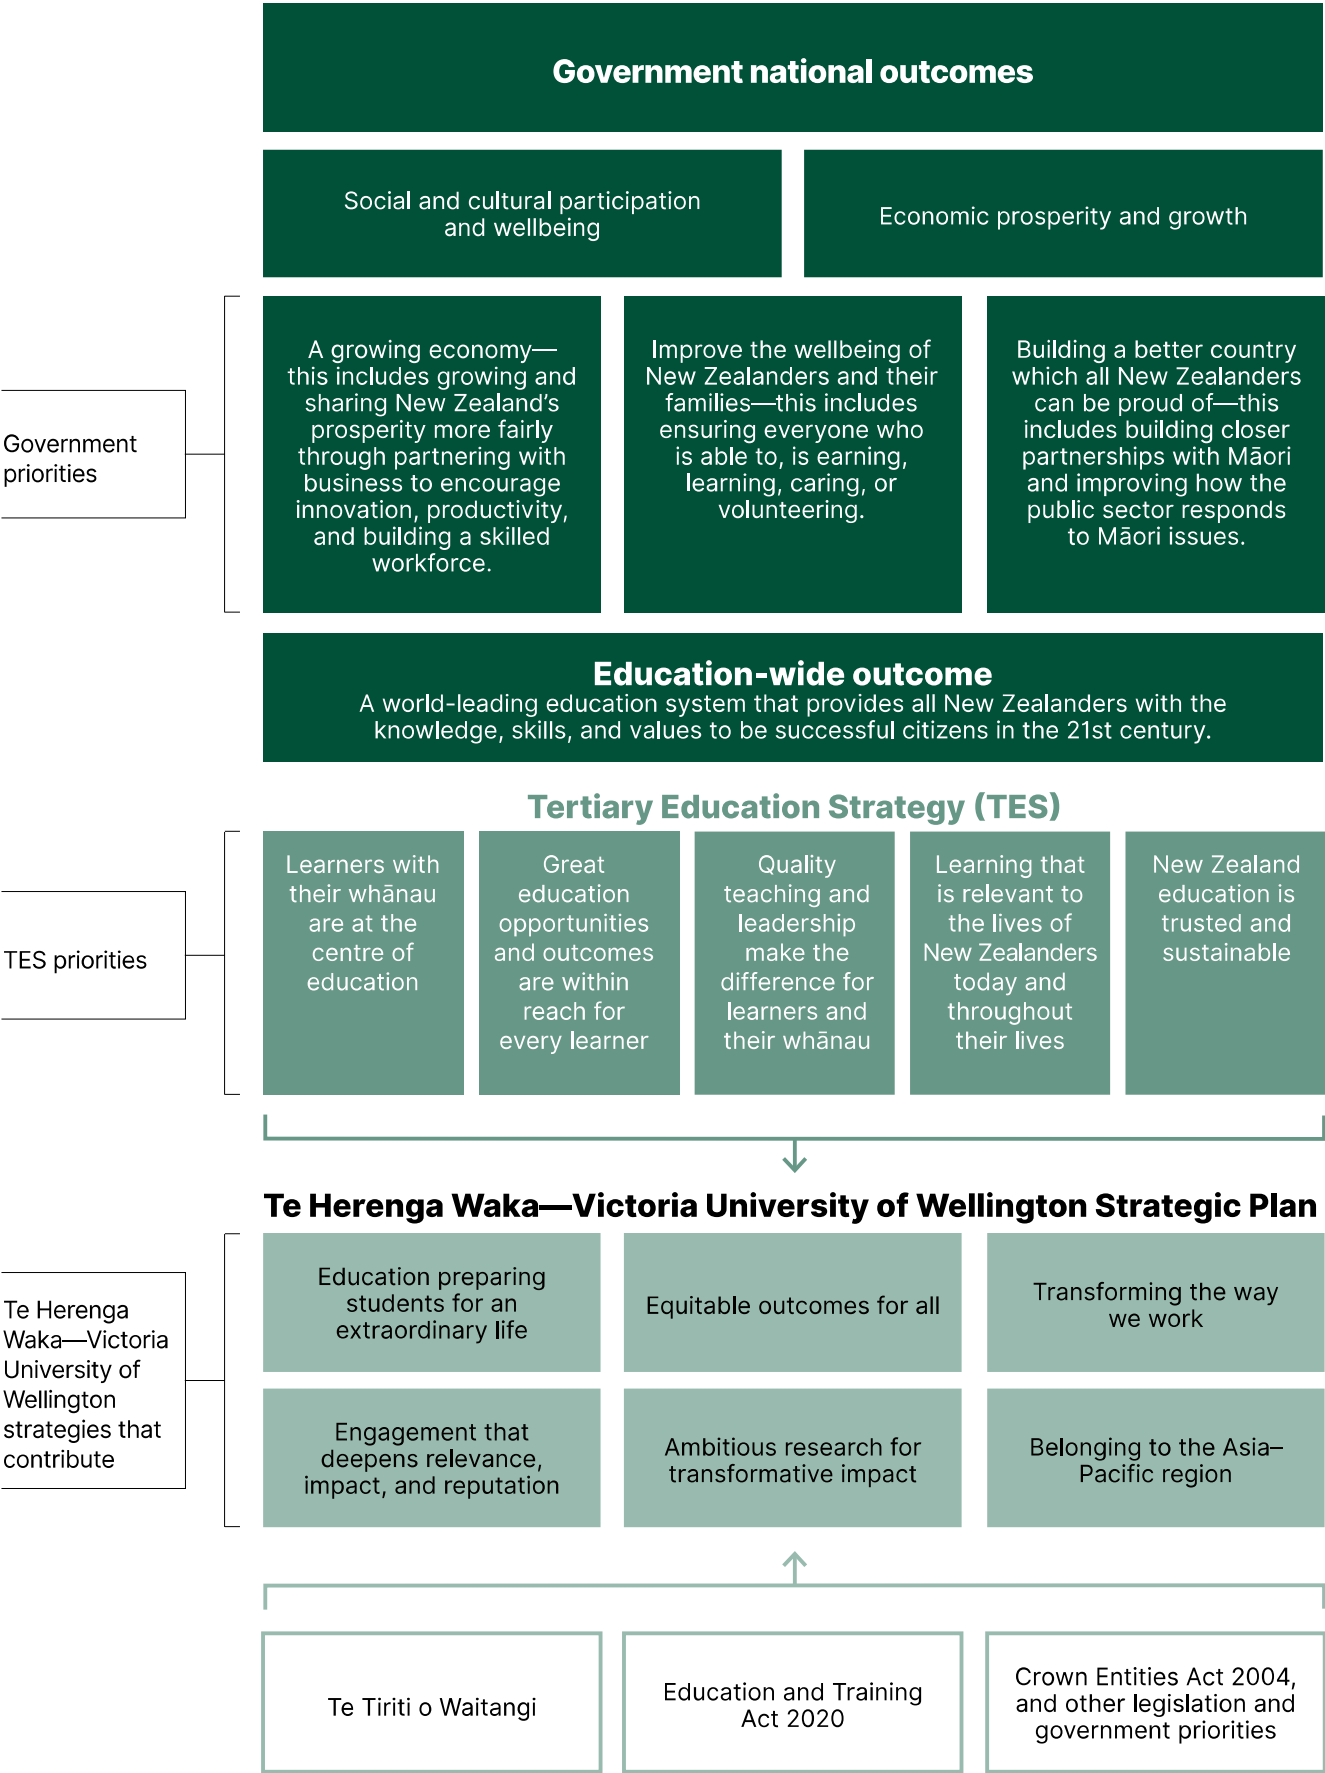 Government national outcomes
Social and cultural participation
and wellbeing
Economic prosperity and growth
Government
priorities
A growing economy—
this includes growing and
sharing New Zealand’s
prosperity more fairly
through partnering with
business to encourage
innovation, productivity,
and building a skilled
workforce.
Improve the wellbeing of
New Zealanders and their
families—this includes
ensuring everyone who
is able to, is earning,
learning, caring, or
volunteering.
Building a better country
which all New Zealanders
can be proud of—this
includes building closer
partnerships with Māori
and improving how the
public sector responds
to Māori issues.
Education-wide outcome
A world-leading education system that provides all New Zealanders with the
knowledge, skills, and values to be successful citizens in the 21st century.
Tertiary Education Strategy (TES)
TES priorities
Learners with
their whānau
are at the
centre of
education
Great
education
opportunities
and outcomes
are within
reach for
every learner
Quality
teaching and
leadership
make the
difference for
learners and
their whānau
Learning that
is relevant to
the lives of
New Zealanders
today and
throughout
their lives
New Zealand
education is
trusted and
sustainable
Te Herenga Waka—Victoria University of Wellington Strategic Plan
Te Herenga
Waka—Victoria
University of
Wellington
strategies that
contribute
Education preparing
students for an
extraordinary life
Equitable outcomes for all
Transforming the way
we work
Engagement that
deepens relevance,
impact, and reputation
Ambitious research for
transformative impact
Belonging to the Asia–
Pacific region
Te Tiriti o Waitangi
Education and Training
Act 2020
Crown Entities Act 2004,
and other legislation and
government priorities